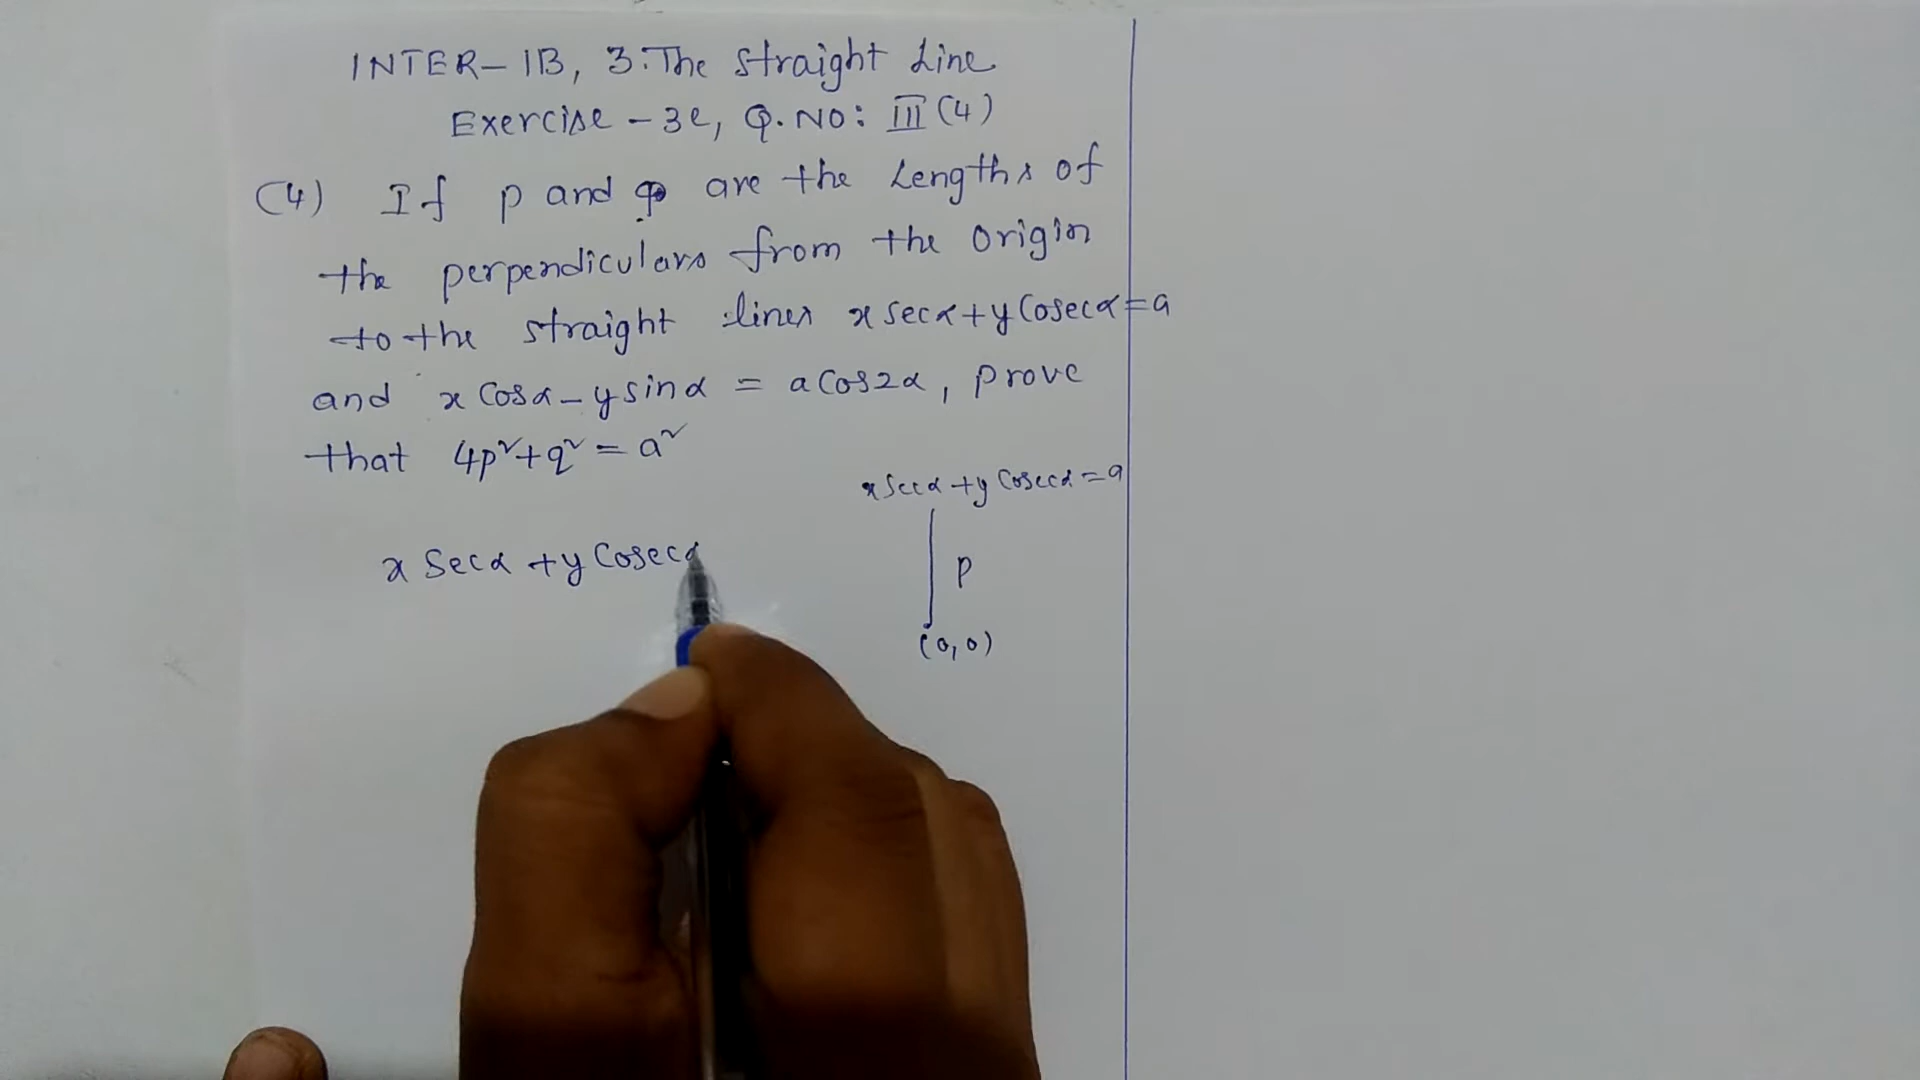 INTER-1B, 3. The straight Line
Exercise - 3e, Q. NO: III (4)
(4) If p and q are the Lengths of
the perpendiculars from the origin
to the straight lines x secα + y Cosecα = a
and x Cosα - y sinα = a Cos2α, prove
that 4p² + q² = a²
x Secα + y Cosecα = a
x Secα + y Cosecα
p
(0,0)